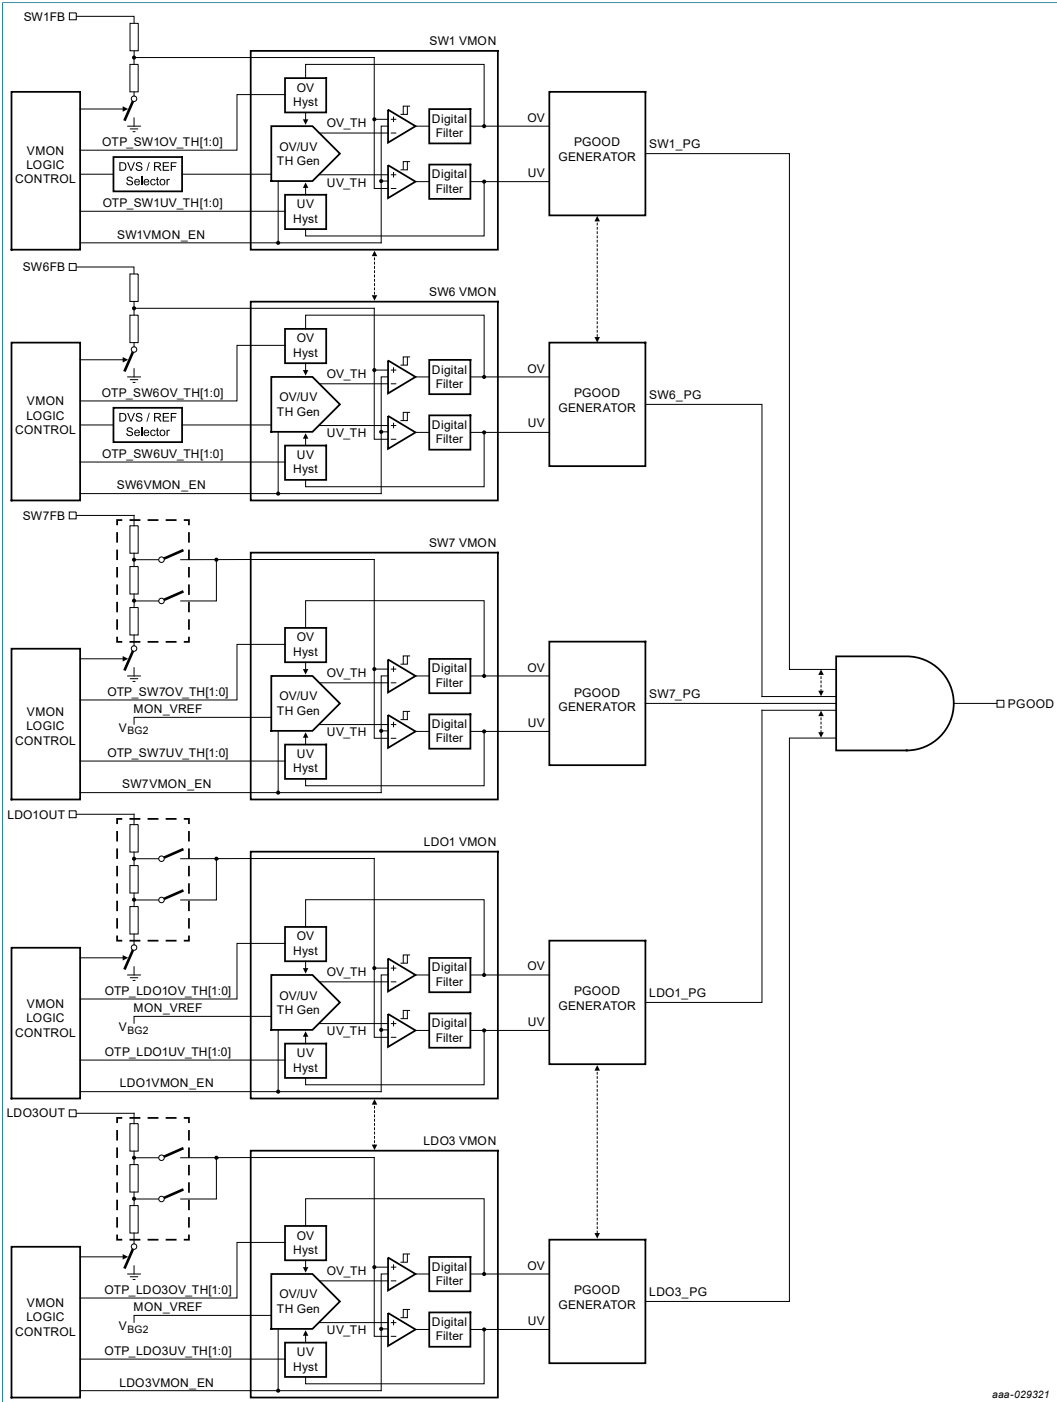 SW1FB
SW1 VMON
VMON
LOGIC
CONTROL
OTP_SW1OV_TH[1:0]
DVS / REF
Selector
OTP_SW1UV_TH[1:0]
SW1VMON_EN
OV
Hyst
OV/UV
TH Gen
UV
Hyst
OV_TH
UV_TH
+
−
+
−
Digital
Filter
Digital
Filter
OV
UV
PGOOD
GENERATOR
SW1_PG
SW6FB
SW6 VMON
VMON
LOGIC
CONTROL
OTP_SW6OV_TH[1:0]
DVS / REF
Selector
OTP_SW6UV_TH[1:0]
SW6VMON_EN
OV
Hyst
OV/UV
TH Gen
UV
Hyst
OV_TH
UV_TH
+
−
+
−
Digital
Filter
Digital
Filter
OV
UV
PGOOD
GENERATOR
SW6_PG
SW7FB
SW7 VMON
VMON
LOGIC
CONTROL
OTP_SW7OV_TH[1:0]
MON_VREF
VBG2
OTP_SW7UV_TH[1:0]
SW7VMON_EN
OV
Hyst
OV/UV
TH Gen
UV
Hyst
OV_TH
UV_TH
+
−
+
−
Digital
Filter
Digital
Filter
OV
UV
PGOOD
GENERATOR
SW7_PG
PGOOD
LDO1OUT
LDO1 VMON
VMON
LOGIC
CONTROL
OTP_LDO1OV_TH[1:0]
MON_VREF
VBG2
OTP_LDO1UV_TH[1:0]
LDO1VMON_EN
OV
Hyst
OV/UV
TH Gen
UV
Hyst
OV_TH
UV_TH
+
−
+
−
Digital
Filter
Digital
Filter
OV
UV
PGOOD
GENERATOR
LDO1_PG
LDO3OUT
LDO3 VMON
VMON
LOGIC
CONTROL
OTP_LDO3OV_TH[1:0]
MON_VREF
VBG2
OTP_LDO3UV_TH[1:0]
LDO3VMON_EN
OV
Hyst
OV/UV
TH Gen
UV
Hyst
OV_TH
UV_TH
+
−
+
−
Digital
Filter
Digital
Filter
OV
UV
PGOOD
GENERATOR
LDO3_PG
aaa-029321